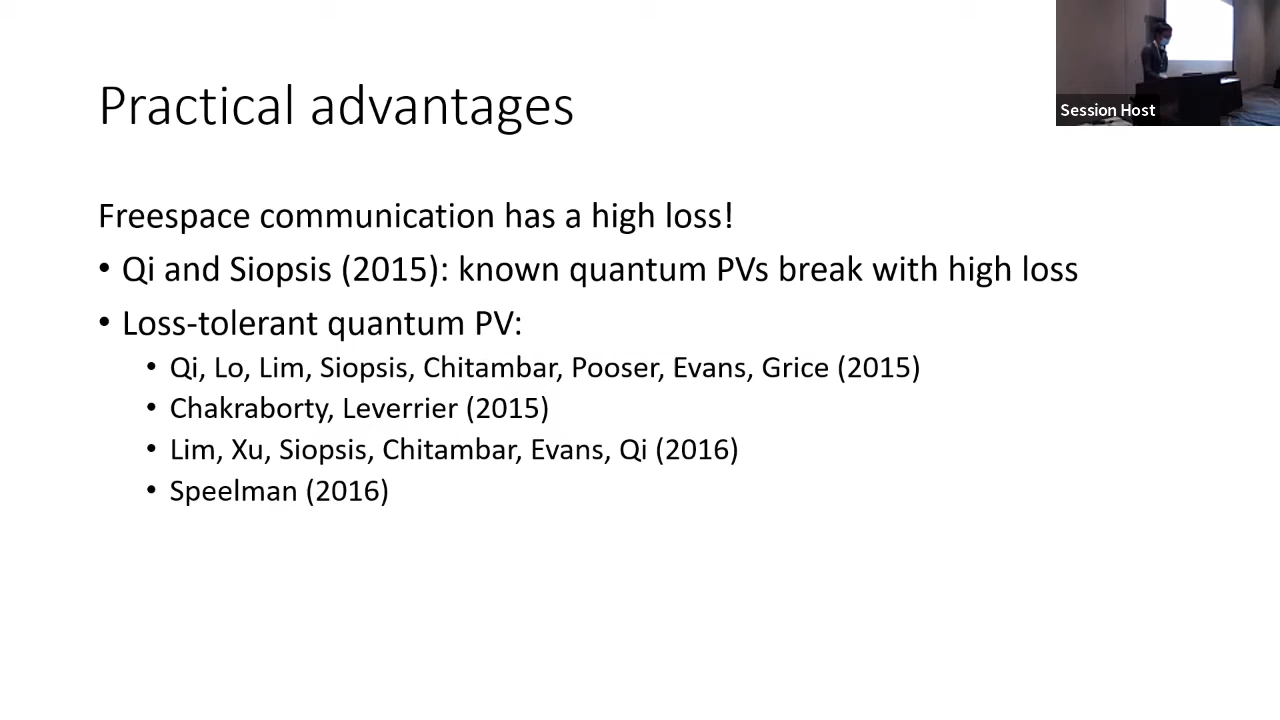 Practical advantages
Session Host
Freespace communication has a high loss!
• Qi and Siopsis (2015): known quantum PVs break with high loss
• Loss-tolerant quantum PV:
• Qi, Lo, Lim, Siopsis, Chitambar, Pooser, Evans, Grice (2015)
• Chakraborty, Leverrier (2015)
• Lim, Xu, Siopsis, Chitambar, Evans, Qi (2016)
• Speelman (2016)